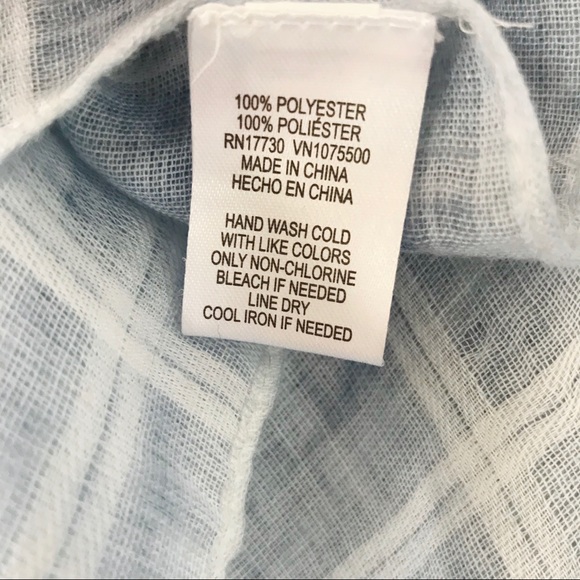 100% POLYESTER
100% POLIÉSTER
RN17730 VN1075500
MADE IN CHINA
HECHO EN CHINA
HAND WASH COLD
WITH LIKE COLORS
ONLY NON-CHLORINE
BLEACH IF NEEDED
LINE DRY
COOL IRON IF NEEDED